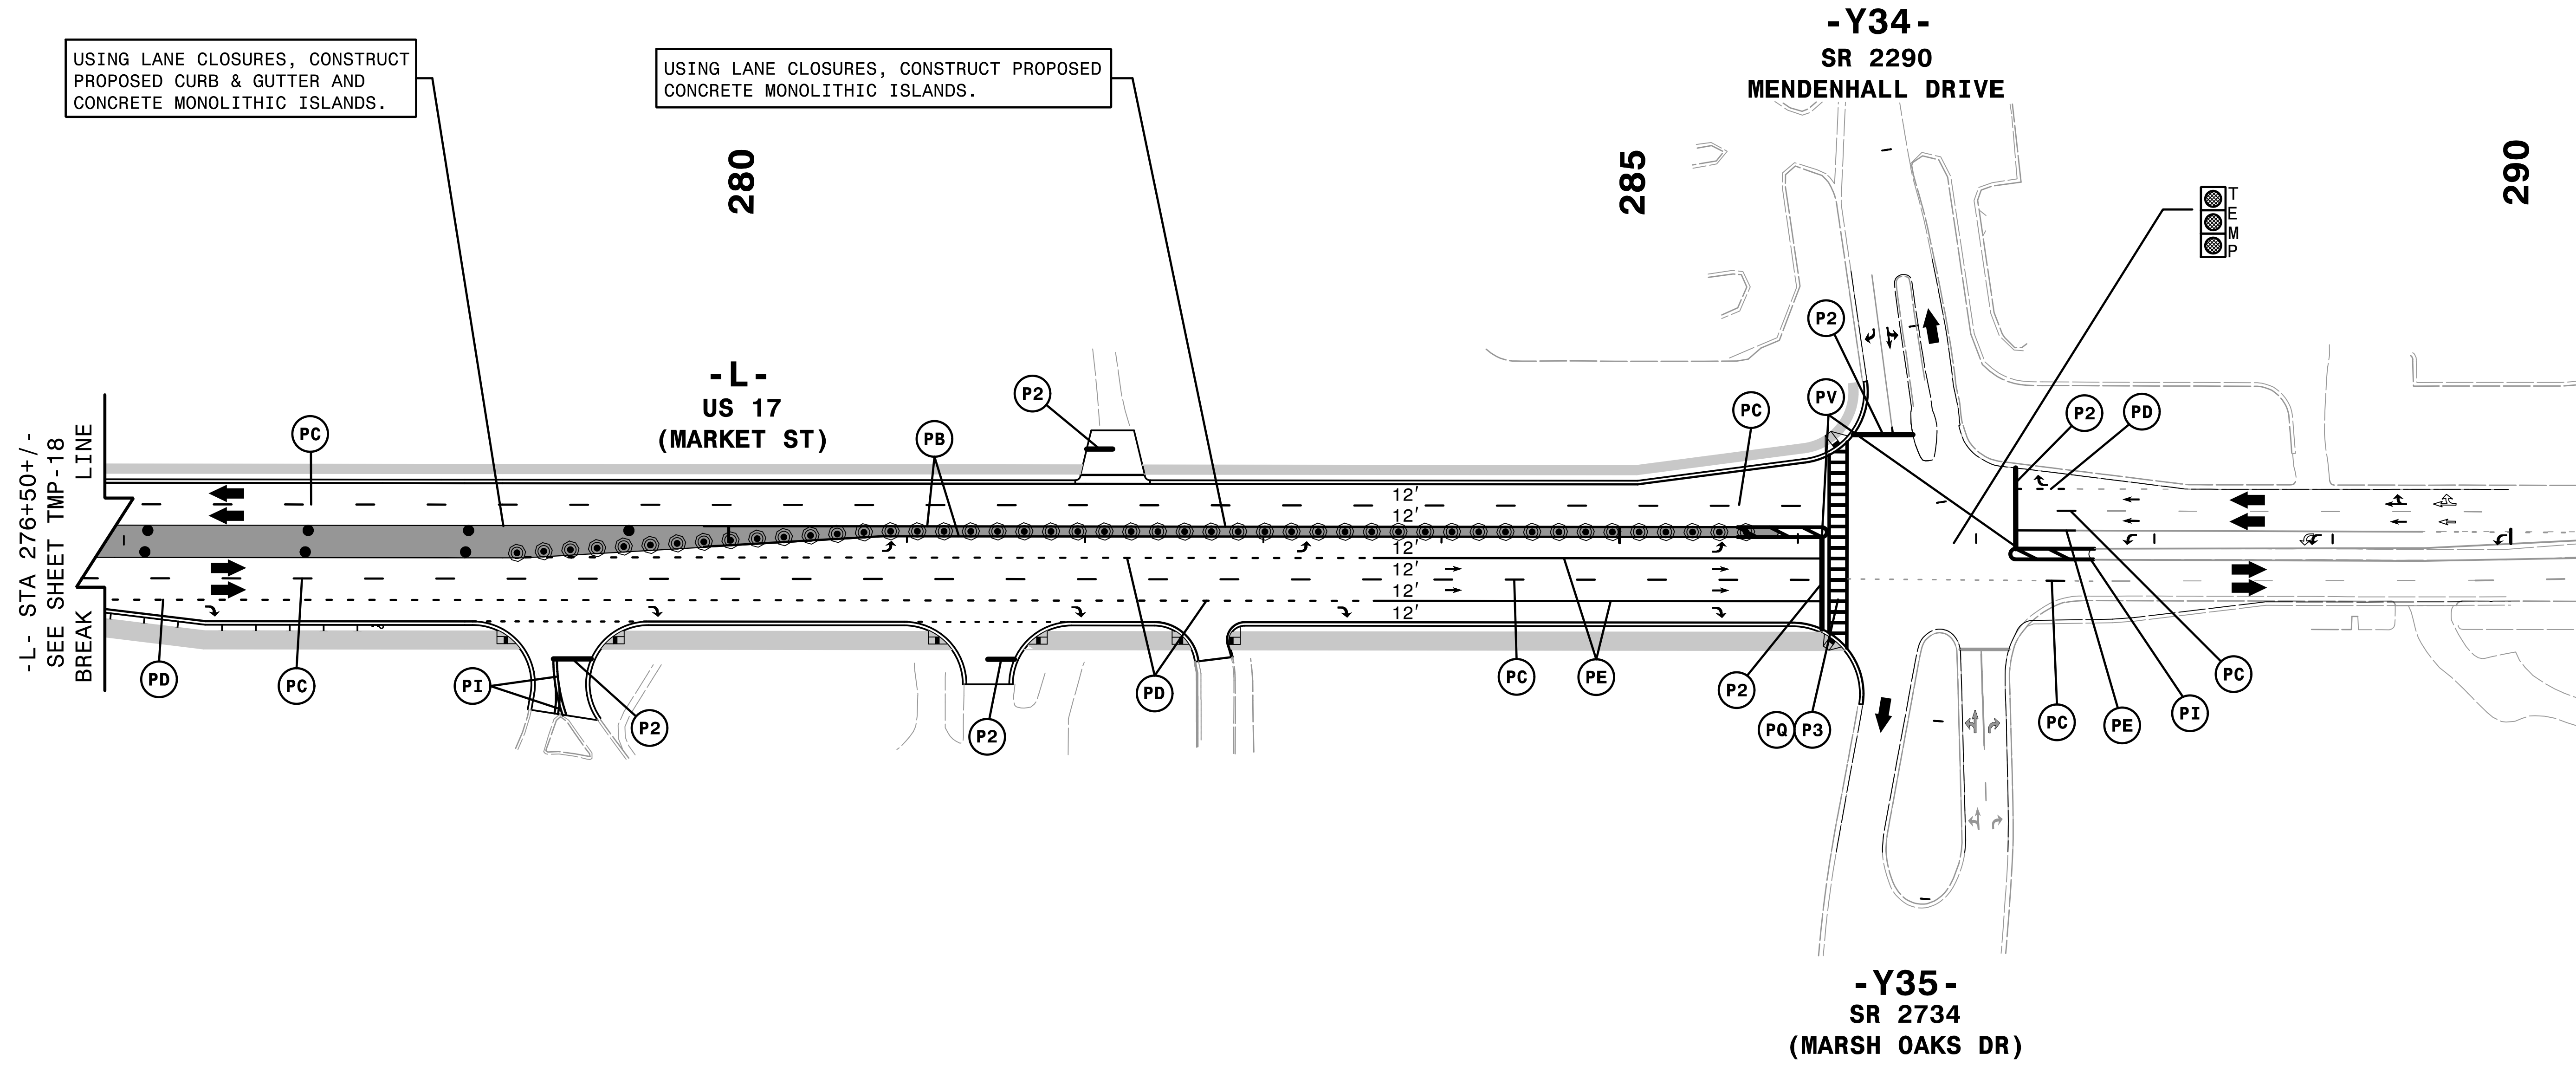 -Y34-
SR 2290
MENDENHALL DRIVE
USING LANE CLOSURES, CONSTRUCT
PROPOSED CURB & GUTTER AND
CONCRETE MONOLITHIC ISLANDS.
USING LANE CLOSURES, CONSTRUCT PROPOSED
CONCRETE MONOLITHIC ISLANDS.
280
285
290
T
E
M
P
P2
-L-
US 17
(MARKET ST)
P2
PV
PC
P2
PD
PC
PB
-L- STA 276+50+/-
SEE SHEET TMP-18
BREAK LINE
12'
12'
12'
12'
12'
12'
PD
PC
PI
P2
P2
PD
PC
PE
P2
PQ
P3
PC
PE
PI
PC
-Y35-
SR 2734
(MARSH OAKS DR)